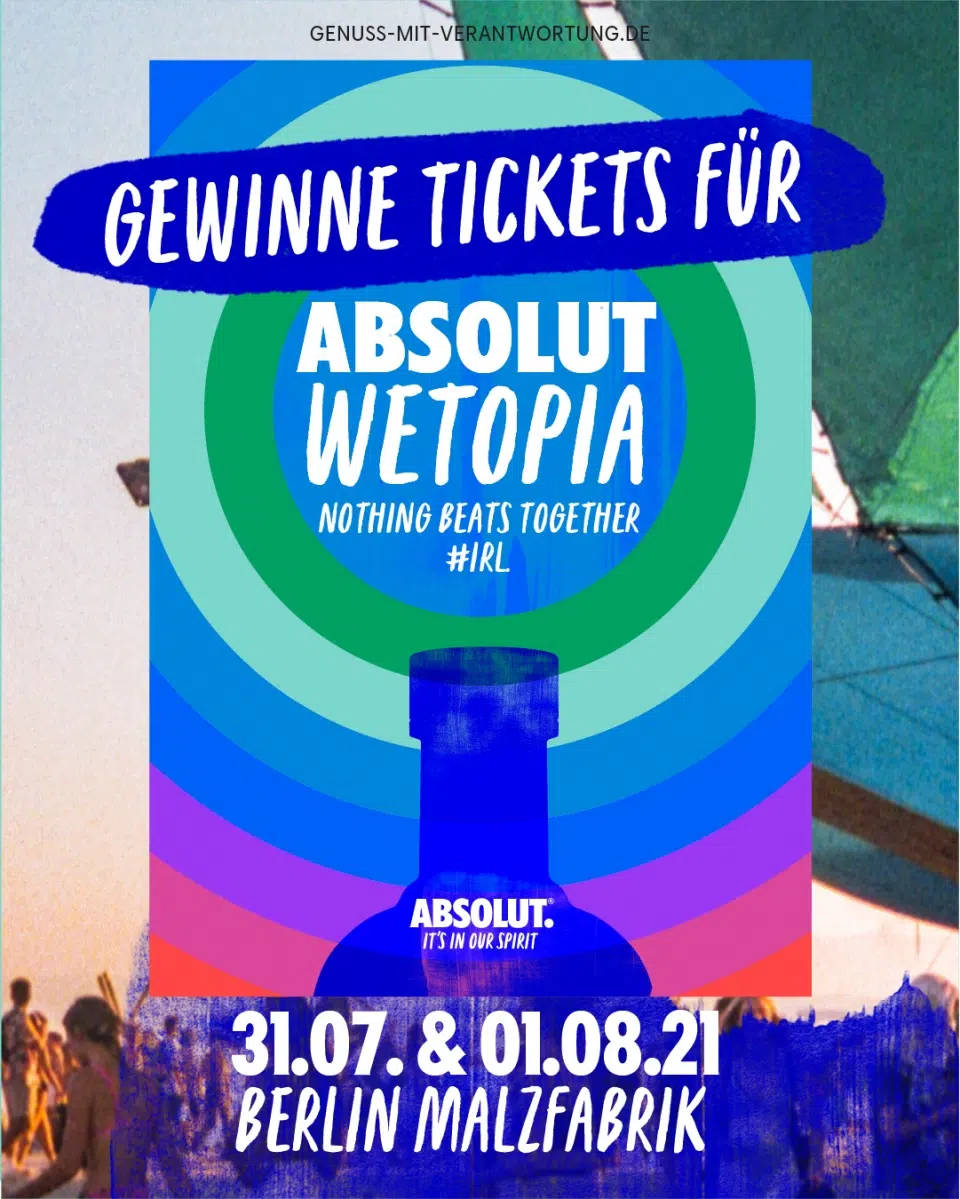 GENUSS-MIT-VERANTWORTUNG.DE
GEWINNE TICKETS FÜR
ABSOLUT
WETOPIA
NOTHING BEATS TOGETHER
#IRL.
ABSOLUT.®
IT'S IN OUR SPIRIT
31.07. & 01.08.21
BERLIN MALZFABRIK